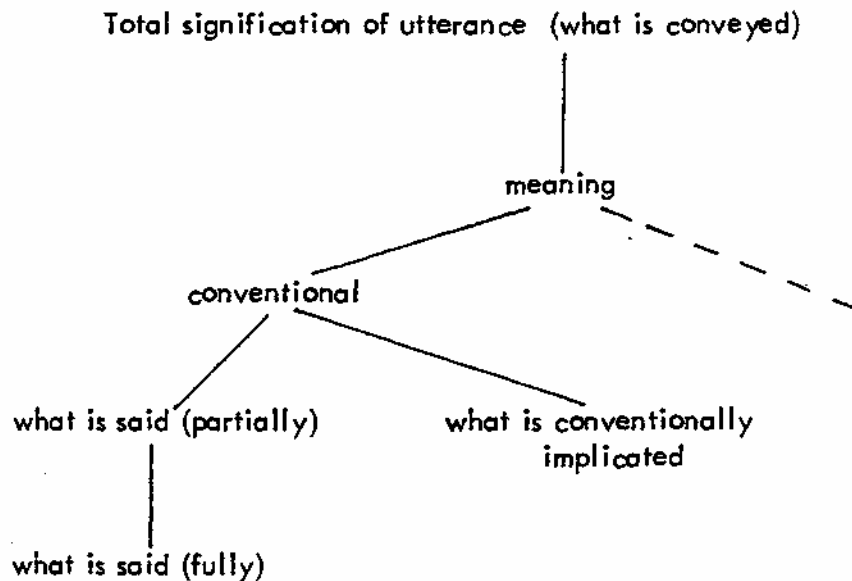 Total signification of utterance (what is conveyed)
meaning
conventional
what is said (partially)
what is conventionally
implicated
what is said (fully)